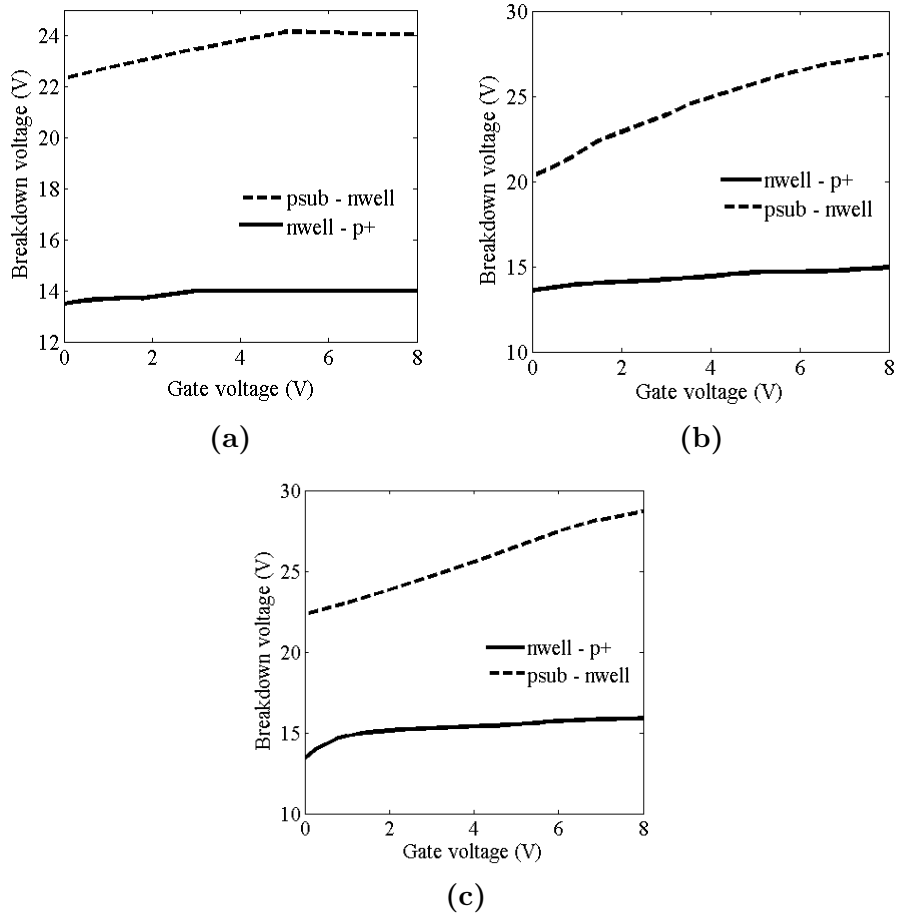 24
22
20
18
16
14
12
Breakdown voltage (V)
psub - nwell
nwell - p+
0 2 4 6 8
Gate voltage (V)
(a)
30
25
20
15
10
Breakdown voltage (V)
nwell - p+
psub - nwell
0 2 4 6 8
Gate voltage (V)
(b)
30
25
20
15
10
Breakdown voltage (V)
nwell - p+
psub - nwell
0 2 4 6 8
Gate voltage (V)
(c)